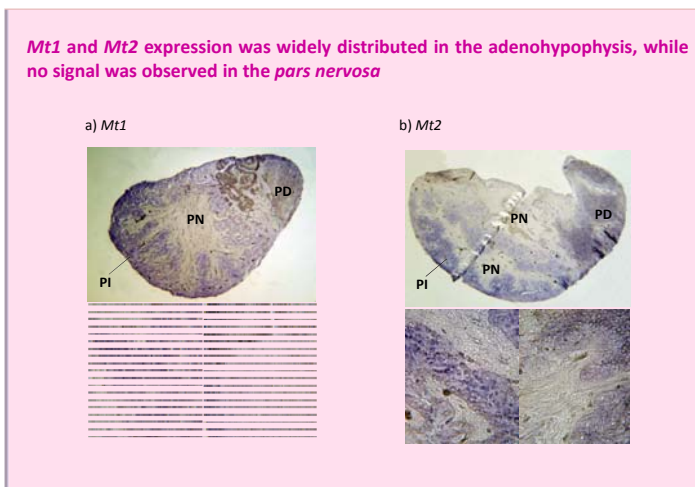 Mt1 and Mt2 expression was widely distributed in the adenohypophysis, while
no signal was observed in the pars nervosa
a) Mt1
b) Mt2
PN
PD
PI
PN
PD
PN
PI